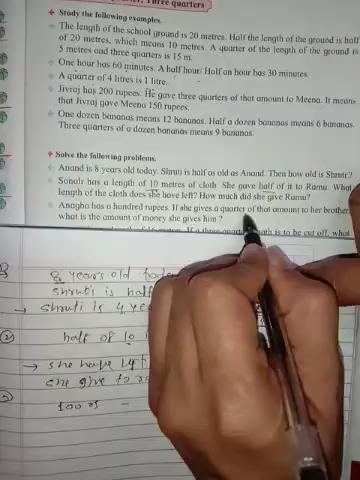 Three quarters
Study the following examples.
The length of the school ground is 20 metres. Half the length of the ground is half
of 20 metres, which means 10 metres. A quarter of the length of the ground is
5 metres and three quarters is 15 m.
One hour has 60 minutes. A half hour: Half an hour has 30 minutes.
A quarter of 4 litres is 1 litre.
Jivraj has 200 rupees. He gave three quarters of that amount to Meena. It means
that Jivraj gave Meena 150 rupees.
One dozen bananas means 12 bananas. Half a dozen bananas means 6 bananas.
Three quarters of a dozen bananas means 9 bananas.
Solve the following problems.
Anand is 8 years old today. Shruti is half as old as Anand. Then how old is Shruti?
Sonali has a length of 10 metres of cloth. She gave half of it to Ramu. What
length of the cloth does she have left? How much did she give Ramu?
Anagha has a hundred rupees. If she gives a quarter of that amount to her brother,
what is the amount of money she gives him?
is to be cut off, what
8 years old
Shruti is half
→ Shruti is 4
② half of 10
→ she have left
she give to
③ 100